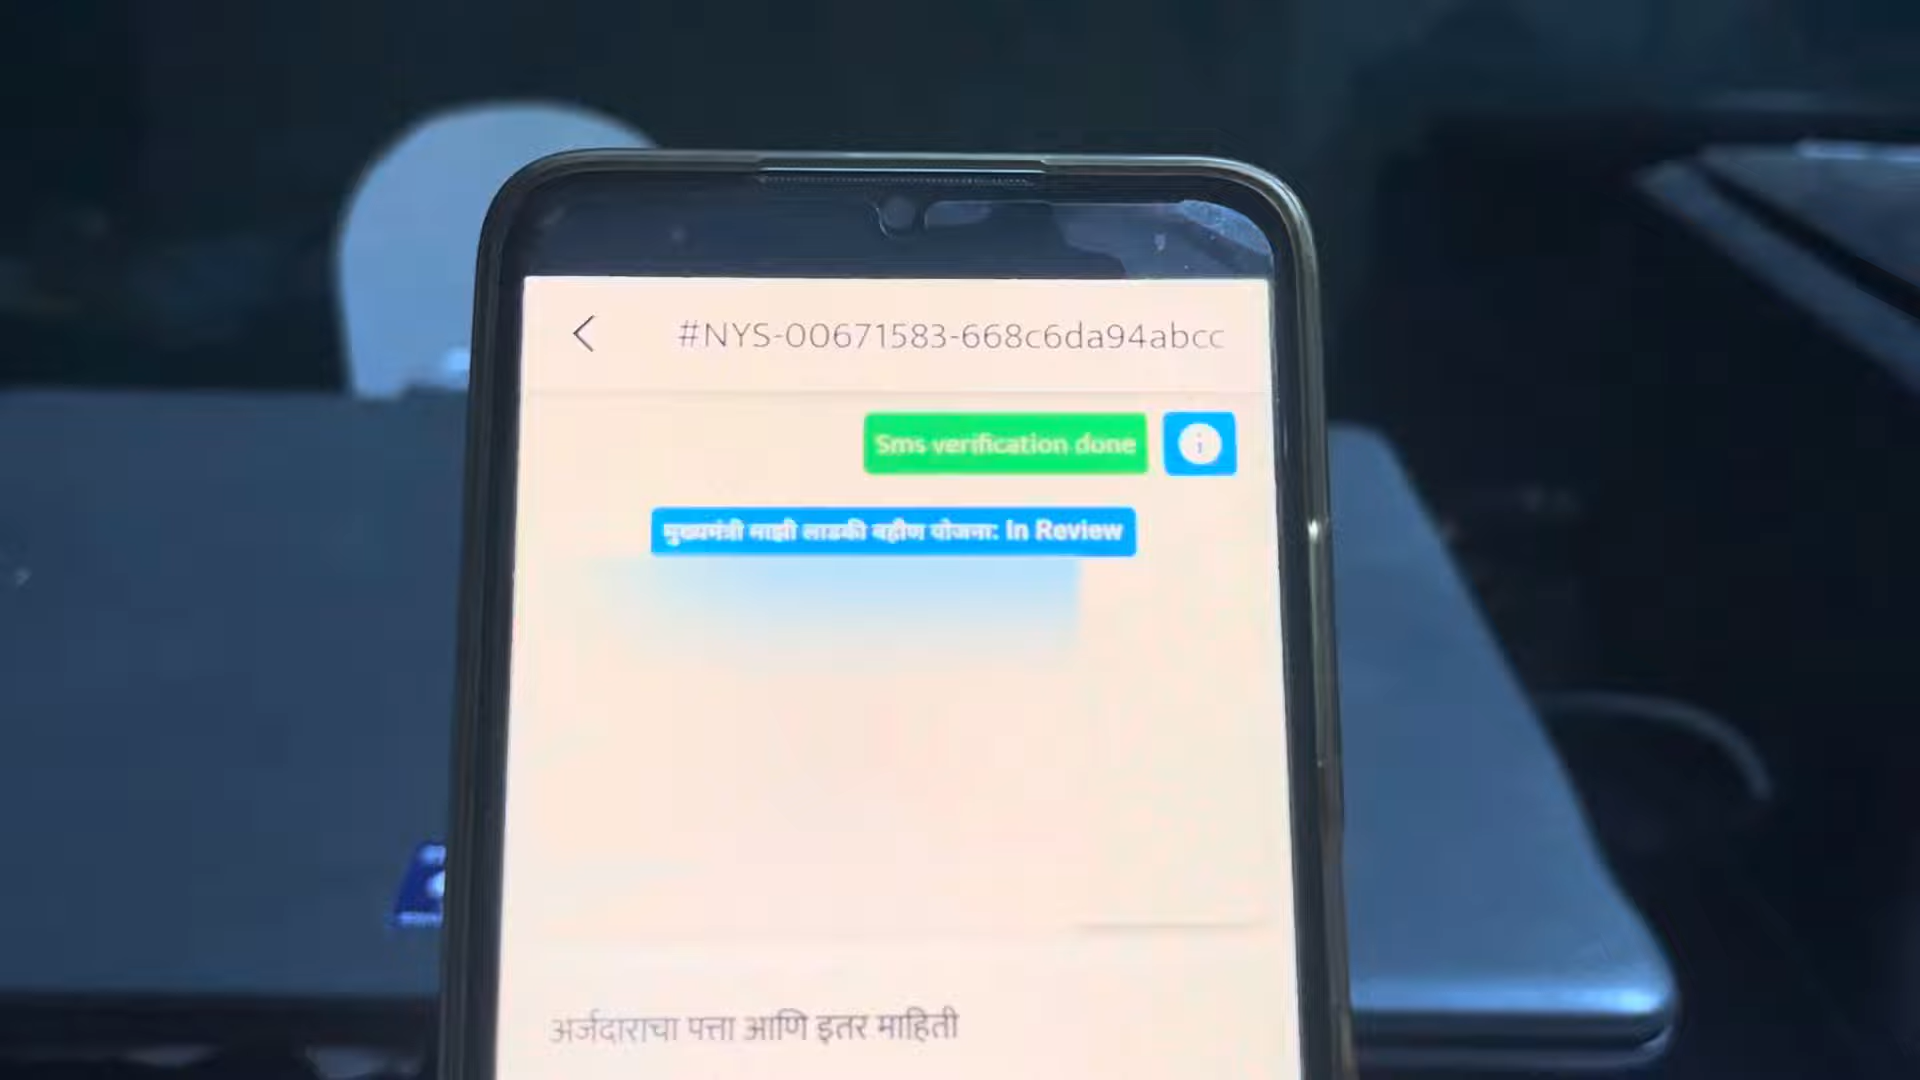 #NYS-00671583-668c6da94abcc
Sms verification done
i
मुख्यमंत्री माझी लाडकी बहीण योजना: In Review
अर्जदाराचा पत्ता आणि इतर माहिती